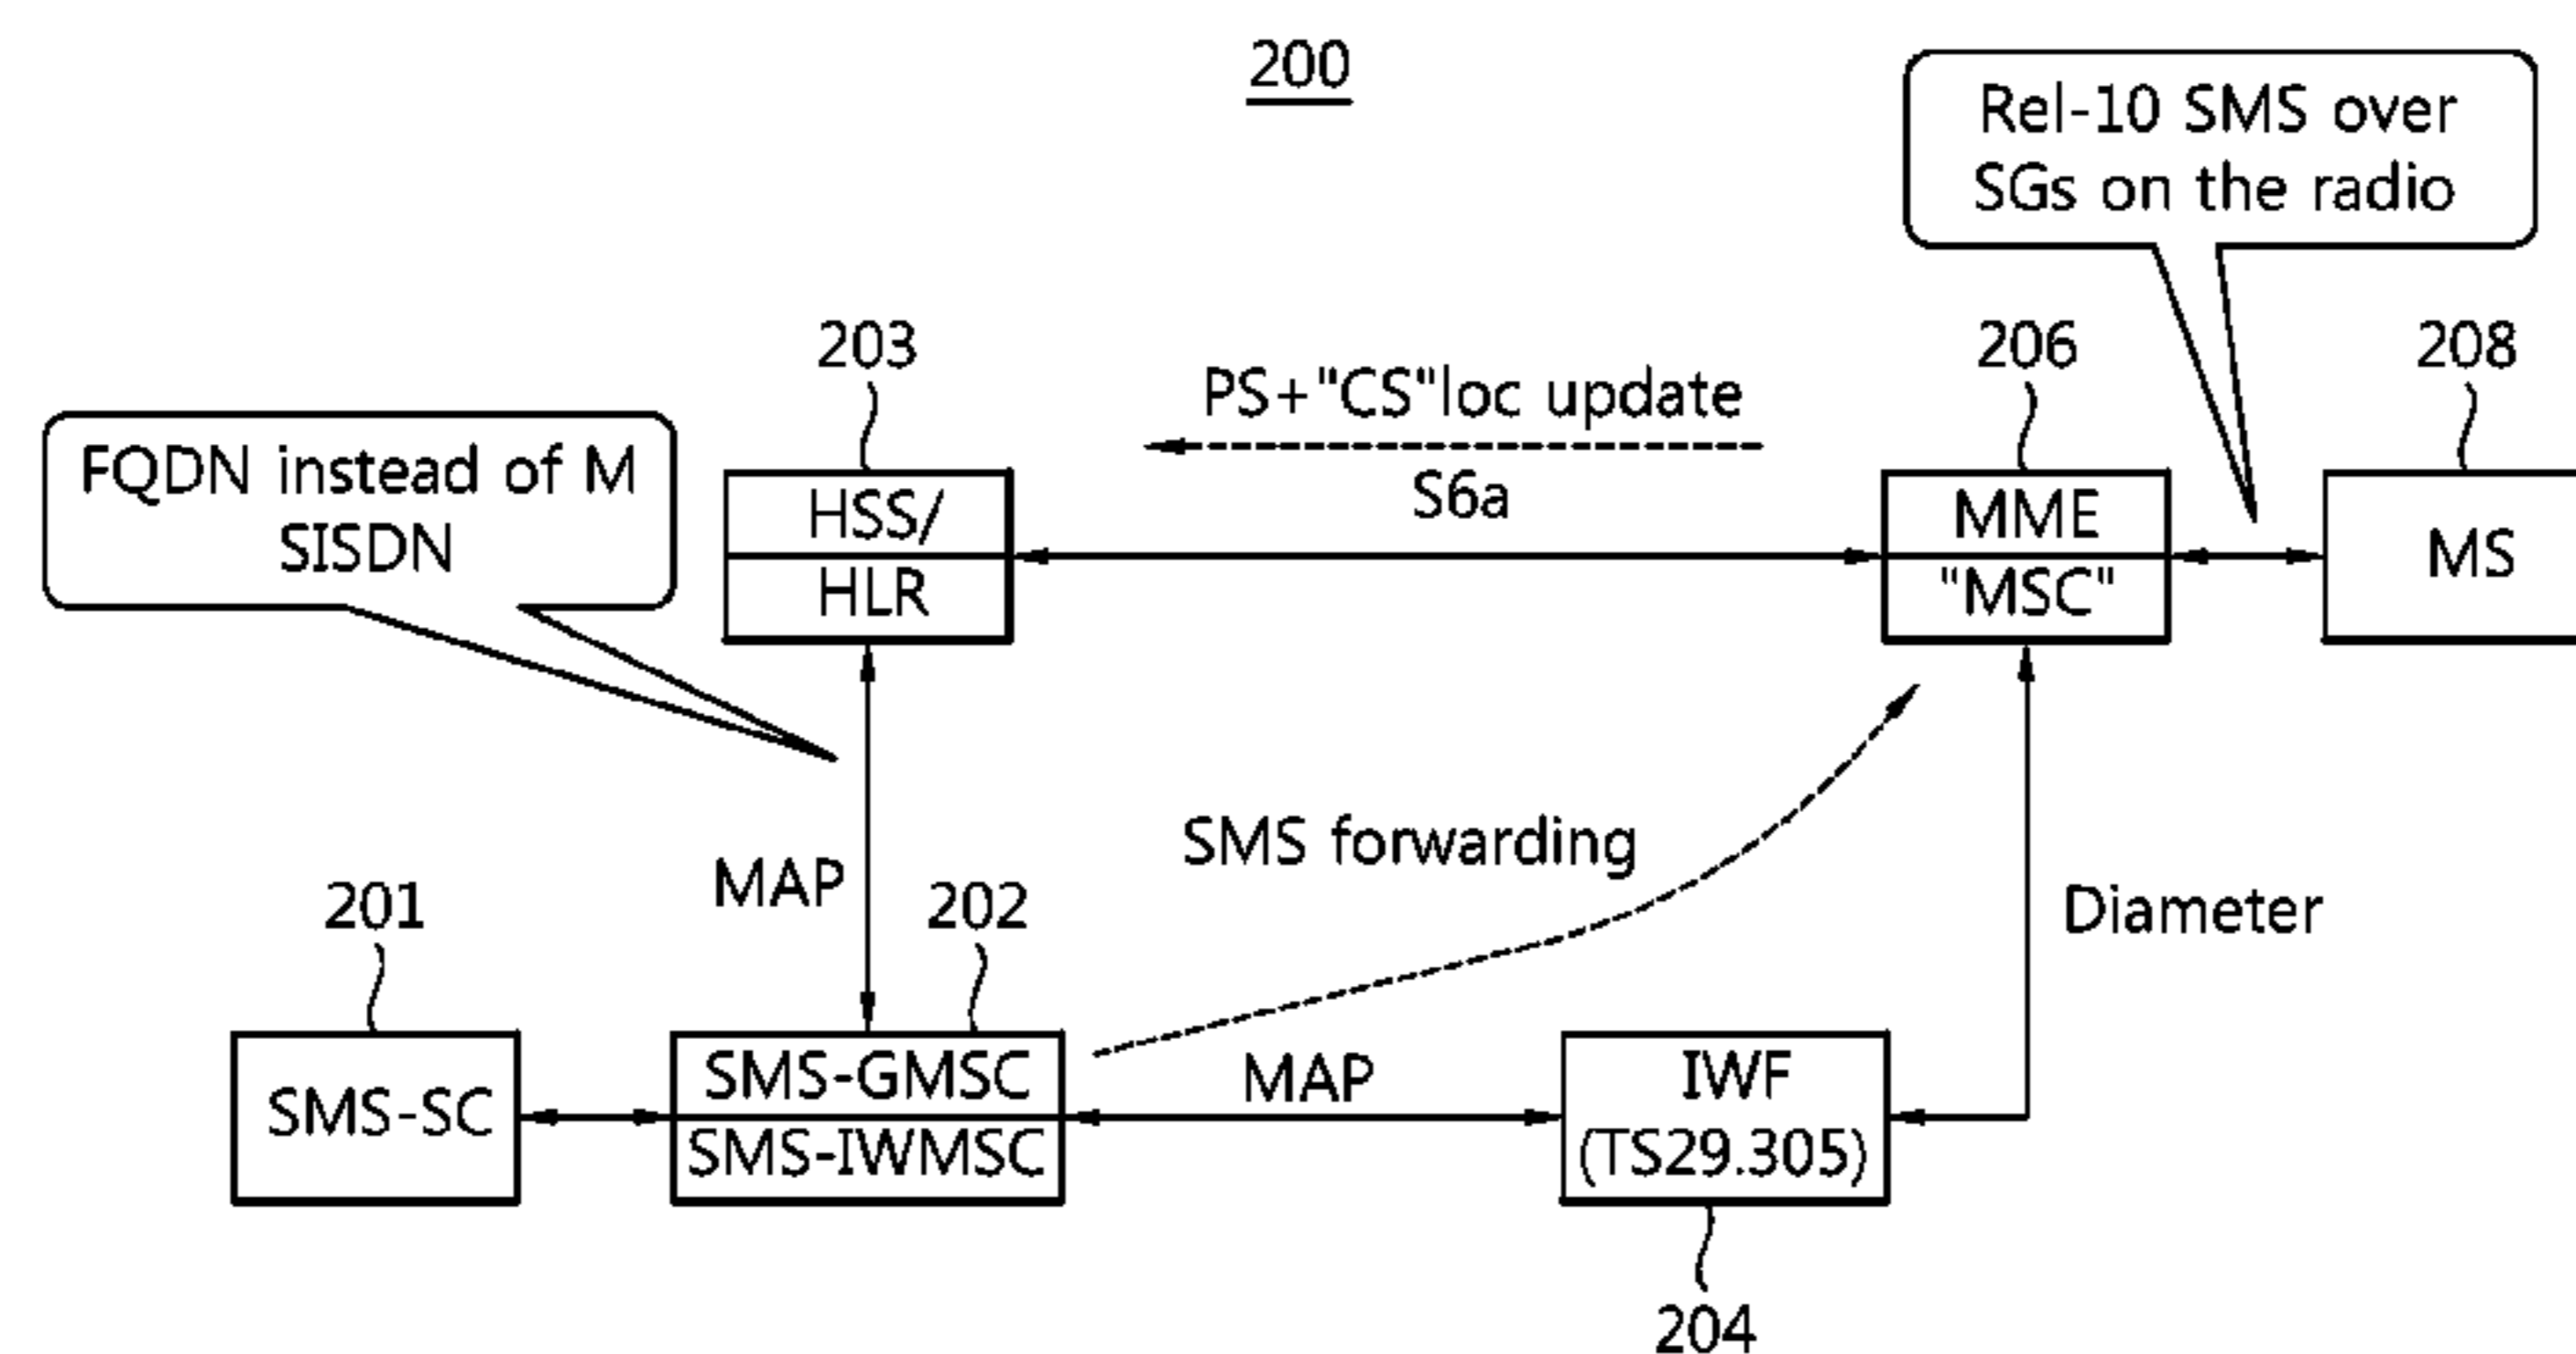 200
Rel-10 SMS over
SGs on the radio
203
206
208
PS+"CS"loc update
S6a
FQDN instead of M
SISDN
HSS/
HLR
MME
"MSC"
MS
MAP
SMS forwarding
Diameter
201
202
SMS-SC
SMS-GMSC
SMS-IWMSC
MAP
IWF
(TS29.305)
204